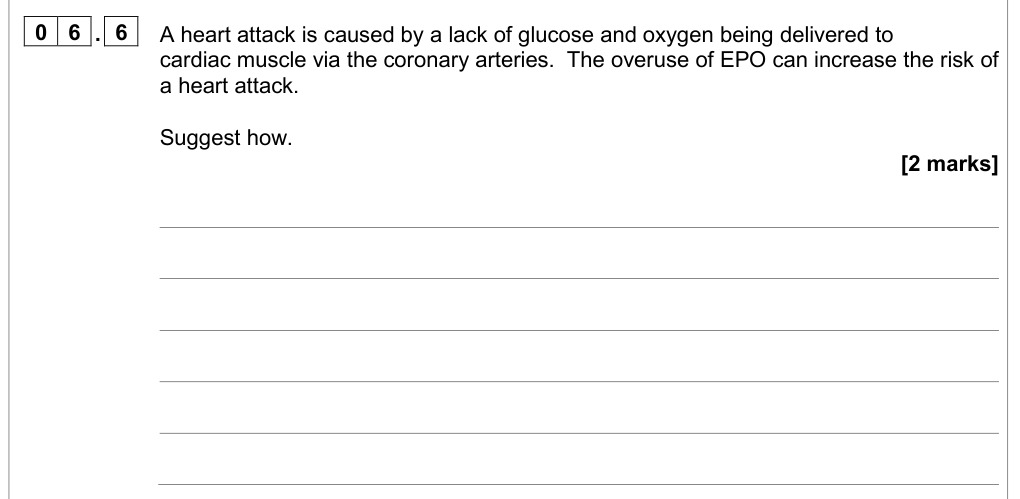 0 6 . 6 A heart attack is caused by a lack of glucose and oxygen being delivered to
cardiac muscle via the coronary arteries. The overuse of EPO can increase the risk of
a heart attack.
Suggest how.
[2 marks]